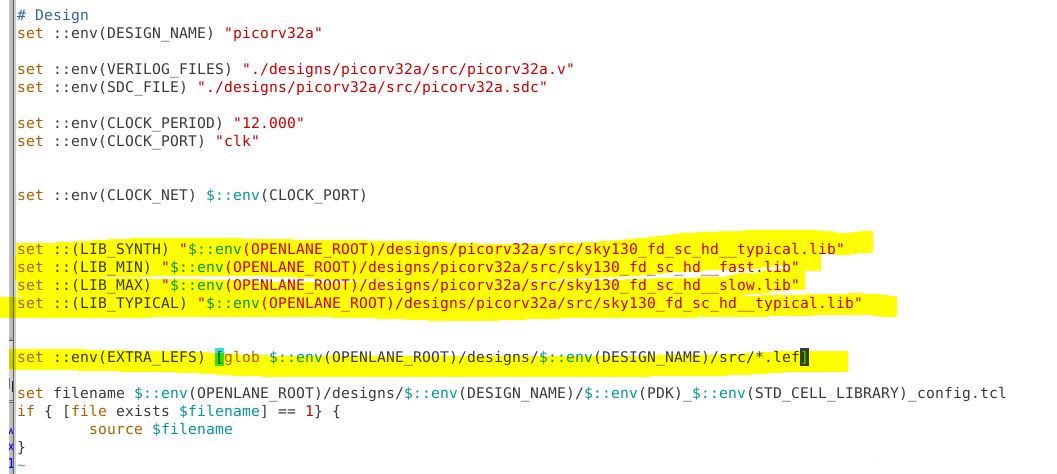 # Design
set ::env(DESIGN_NAME) "picorv32a"
set ::env(VERILOG_FILES) "./designs/picorv32a/src/picorv32a.v"
set ::env(SDC_FILE) "./designs/picorv32a/src/picorv32a.sdc"
set ::env(CLOCK_PERIOD) "12.000"
set ::env(CLOCK_PORT) "clk"
set ::env(CLOCK_NET) $::env(CLOCK_PORT)
set ::(LIB_SYNTH) "$::env(OPENLANE_ROOT)/designs/picorv32a/src/sky130_fd_sc_hd__typical.lib"
set ::(LIB_MIN) "$::env(OPENLANE_ROOT)/designs/picorv32a/src/sky130_fd_sc_hd__fast.lib"
set ::(LIB_MAX) "$::env(OPENLANE_ROOT)/designs/picorv32a/src/sky130_fd_sc_hd__slow.lib"
set ::(LIB_TYPICAL) "$::env(OPENLANE_ROOT)/designs/picorv32a/src/sky130_fd_sc_hd__typical.lib"
set ::env(EXTRA_LEFS) [glob $::env(OPENLANE_ROOT)/designs/$::env(DESIGN_NAME)/src/*.lef]
set filename $::env(OPENLANE_ROOT)/designs/$::env(DESIGN_NAME)/$::env(PDK)_$::env(STD_CELL_LIBRARY)_config.tcl
if { [file exists $filename] == 1} {
        source $filename
}
~